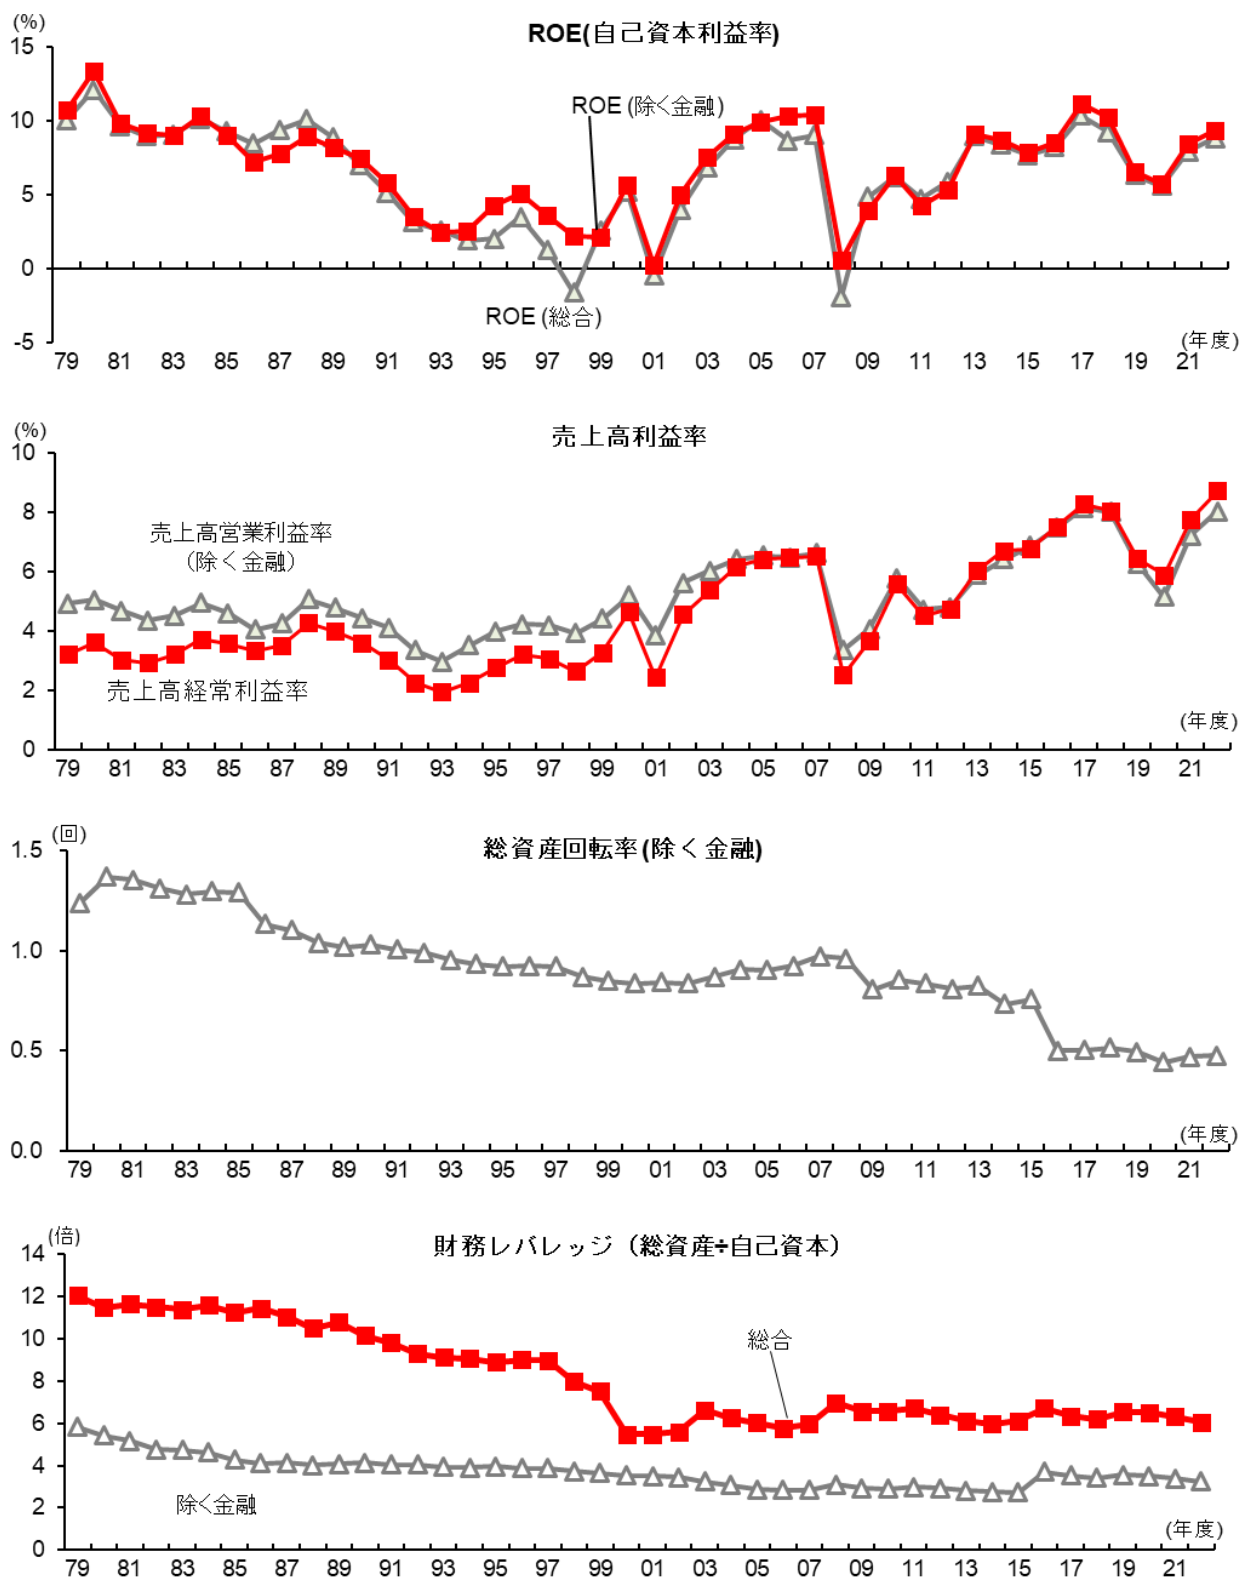 (%)
ROE(自己資本利益率)
15
ROE (除く金融)
10
5
0
ROE (総合)
-5
(年度)
79 81 83 85 87 89 91 93 95 97 99 01 03 05 07 09 11 13 15 17 19 21
(%)
売上高利益率
10
8
売上高営業利益率
(除く金融)
6
4
売上高経常利益率
2
(年度)
0
79 81 83 85 87 89 91 93 95 97 99 01 03 05 07 09 11 13 15 17 19 21
(回)
総資産回転率(除く金融)
1.5
1.0
0.5
(年度)
0.0
79 81 83 85 87 89 91 93 95 97 99 01 03 05 07 09 11 13 15 17 19 21
(倍)
財務レバレッジ（総資産÷自己資本）
14
12
総合
10
8
6
4
除く金融
2
(年度)
0
79 81 83 85 87 89 91 93 95 97 99 01 03 05 07 09 11 13 15 17 19 21